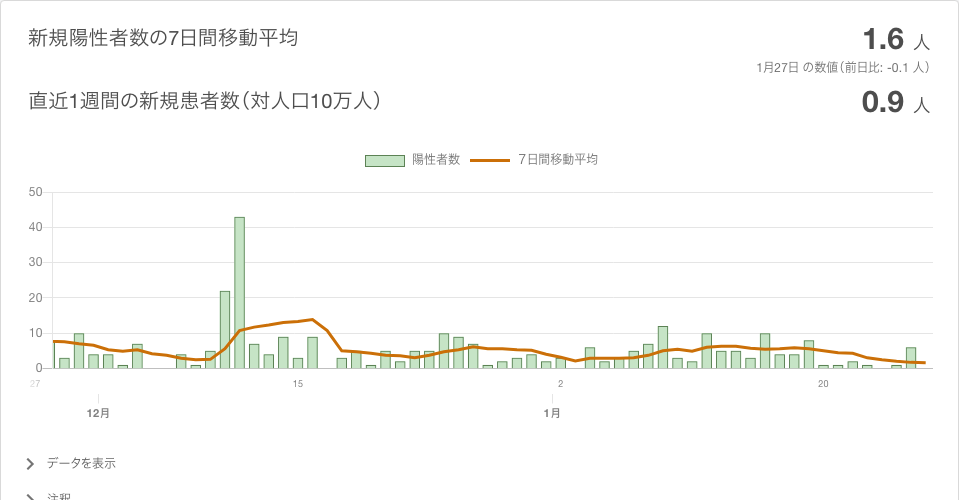 新規陽性者数の7日間移動平均
1.6 人
1月27日 の数値（前日比: -0.1 人）
直近1週間の新規患者数（対人口10万人）
0.9 人
陽性者数 7日間移動平均
50
40
30
20
10
0
27 15 2 20
12月 1月
データを表示
注釈